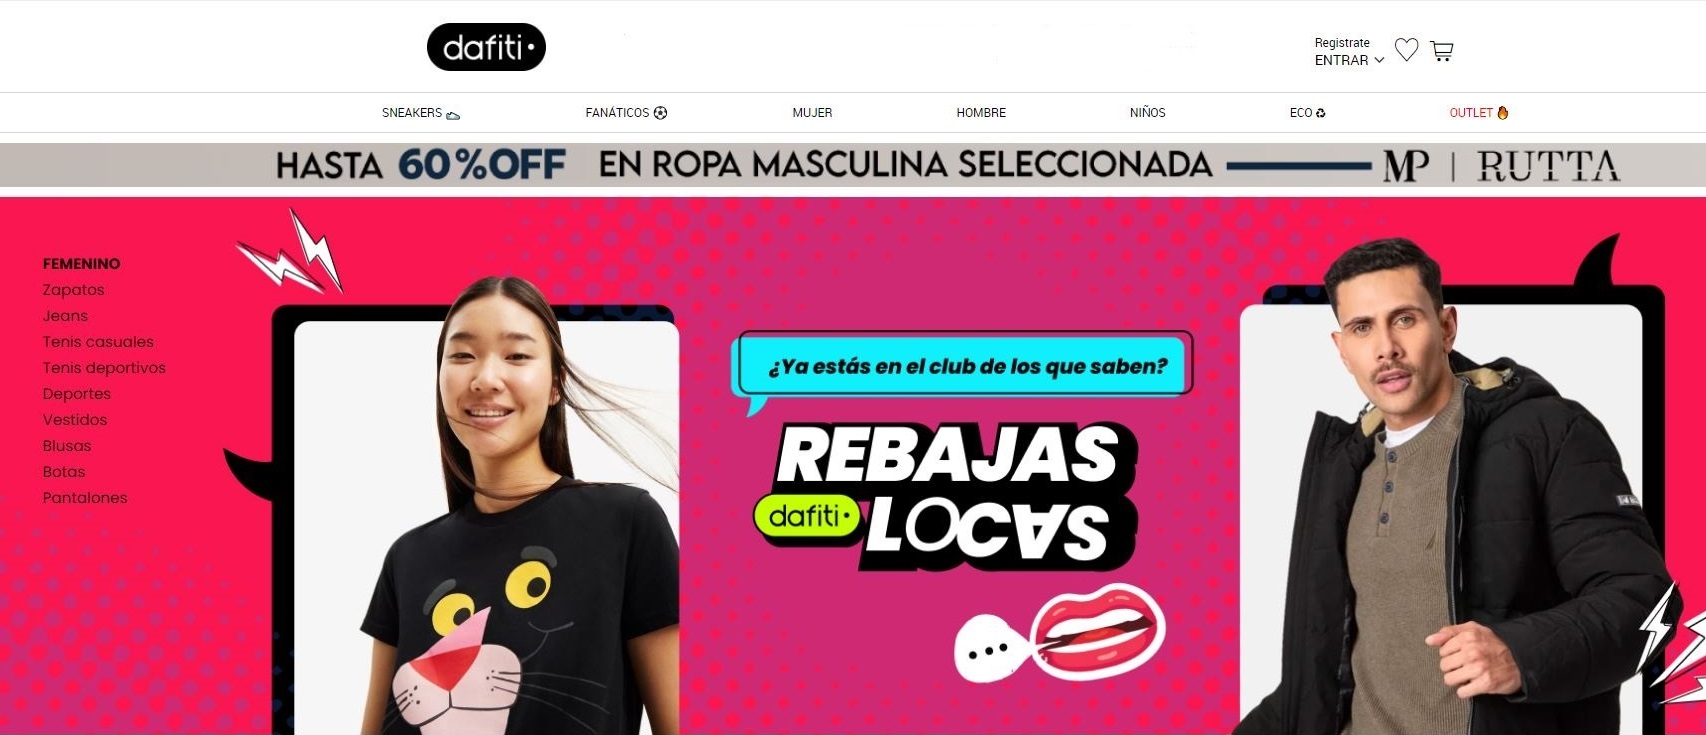 dafiti
Registrate
ENTRAR
SNEAKERS
FANÁTICOS
MUJER
HOMBRE
NIÑOS
ECO
OUTLET
HASTA 60%OFF EN ROPA MASCULINA SELECCIONADA MP | RUTTA
FEMENINO
Zapatos
Jeans
Tenis casuales
Tenis deportivos
Deportes
Vestidos
Blusas
Botas
Pantalones
¿Ya estás en el club de los que saben?
REBAJAS
dafiti LOCAS